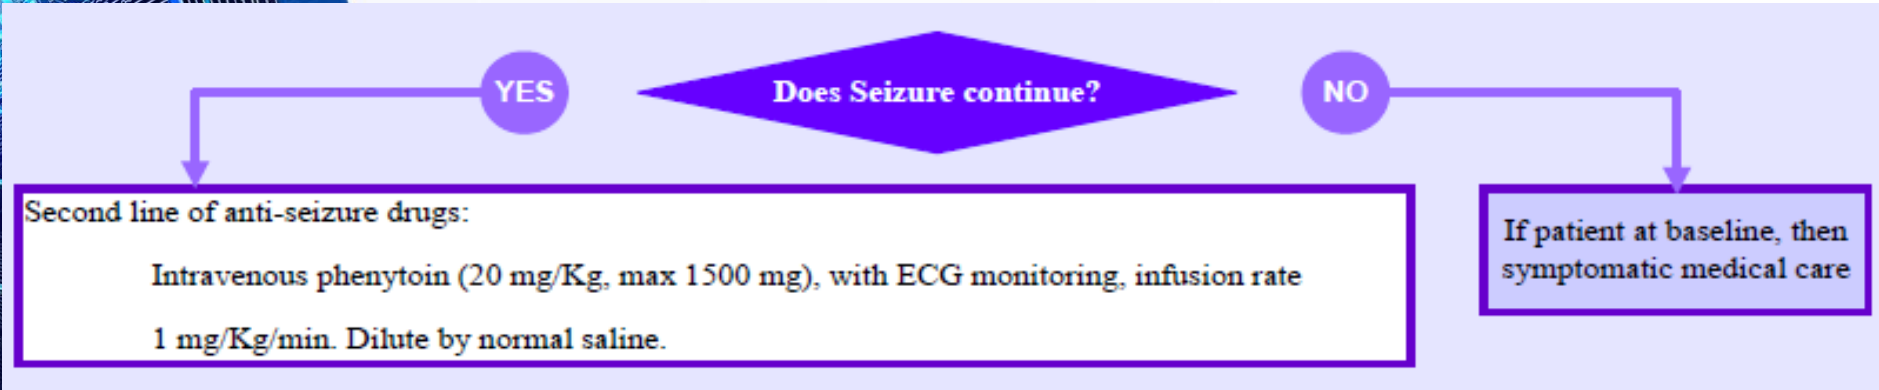 YES
Does Seizure continue?
NO
Second line of anti-seizure drugs:
Intravenous phenytoin (20 mg/Kg, max 1500 mg), with ECG monitoring, infusion rate
1 mg/Kg/min. Dilute by normal saline.
If patient at baseline, then
symptomatic medical care